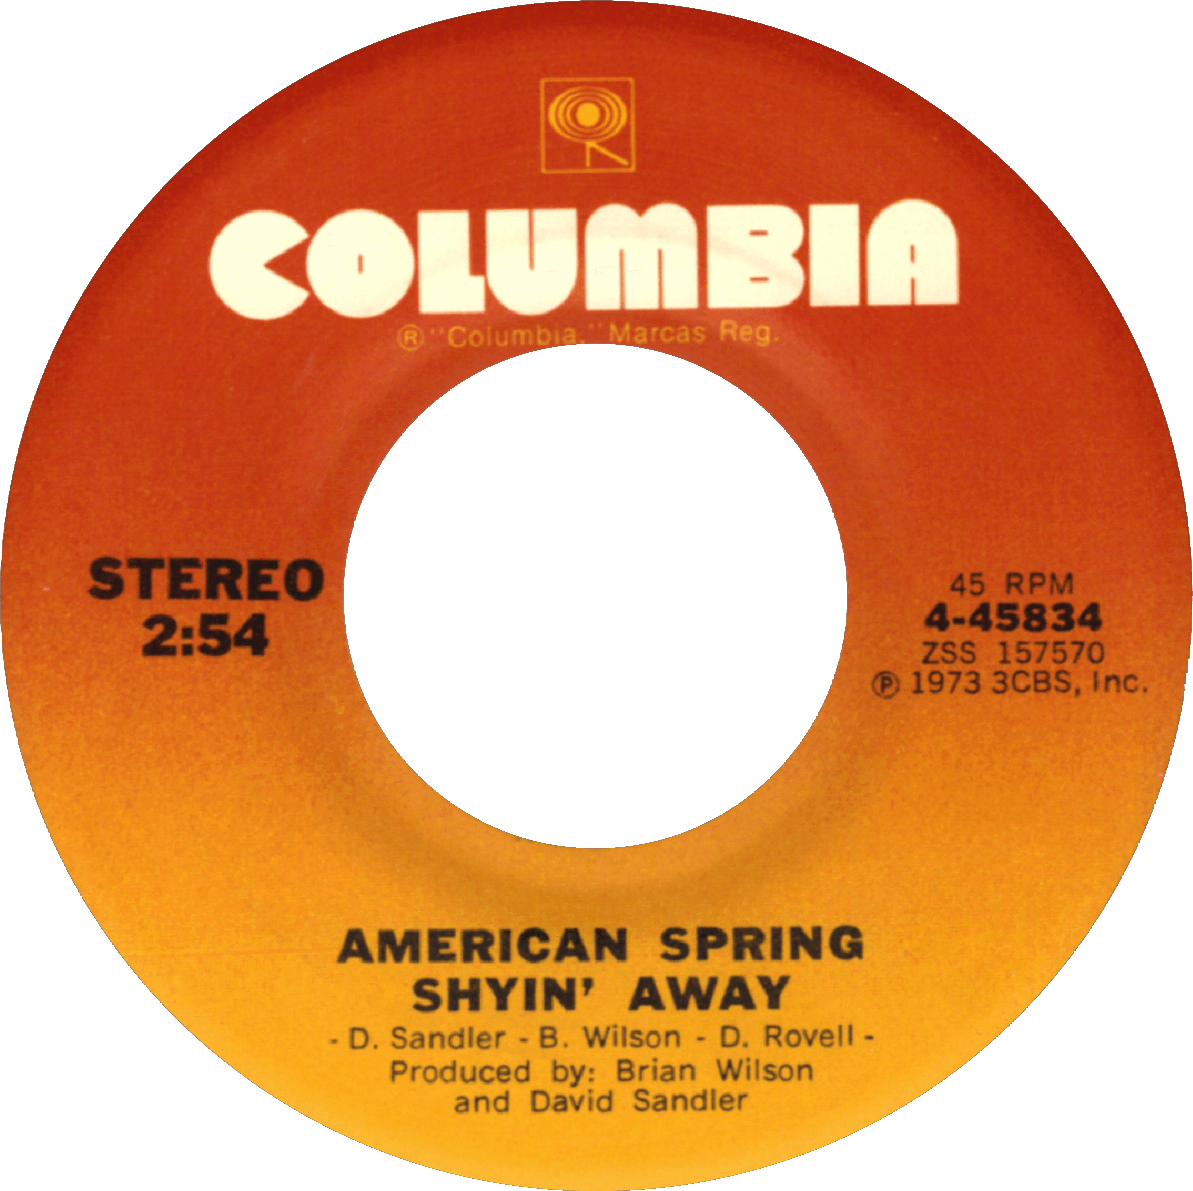 COLUMBIA
® "Columbia," Marcas Reg.
STEREO
2:54
45 RPM
4-45834
ZSS 157570
℗ 1973 3CBS, Inc.
AMERICAN SPRING
SHYIN' AWAY
- D. Sandler - B. Wilson - D. Rovell -
Produced by: Brian Wilson
and David Sandler